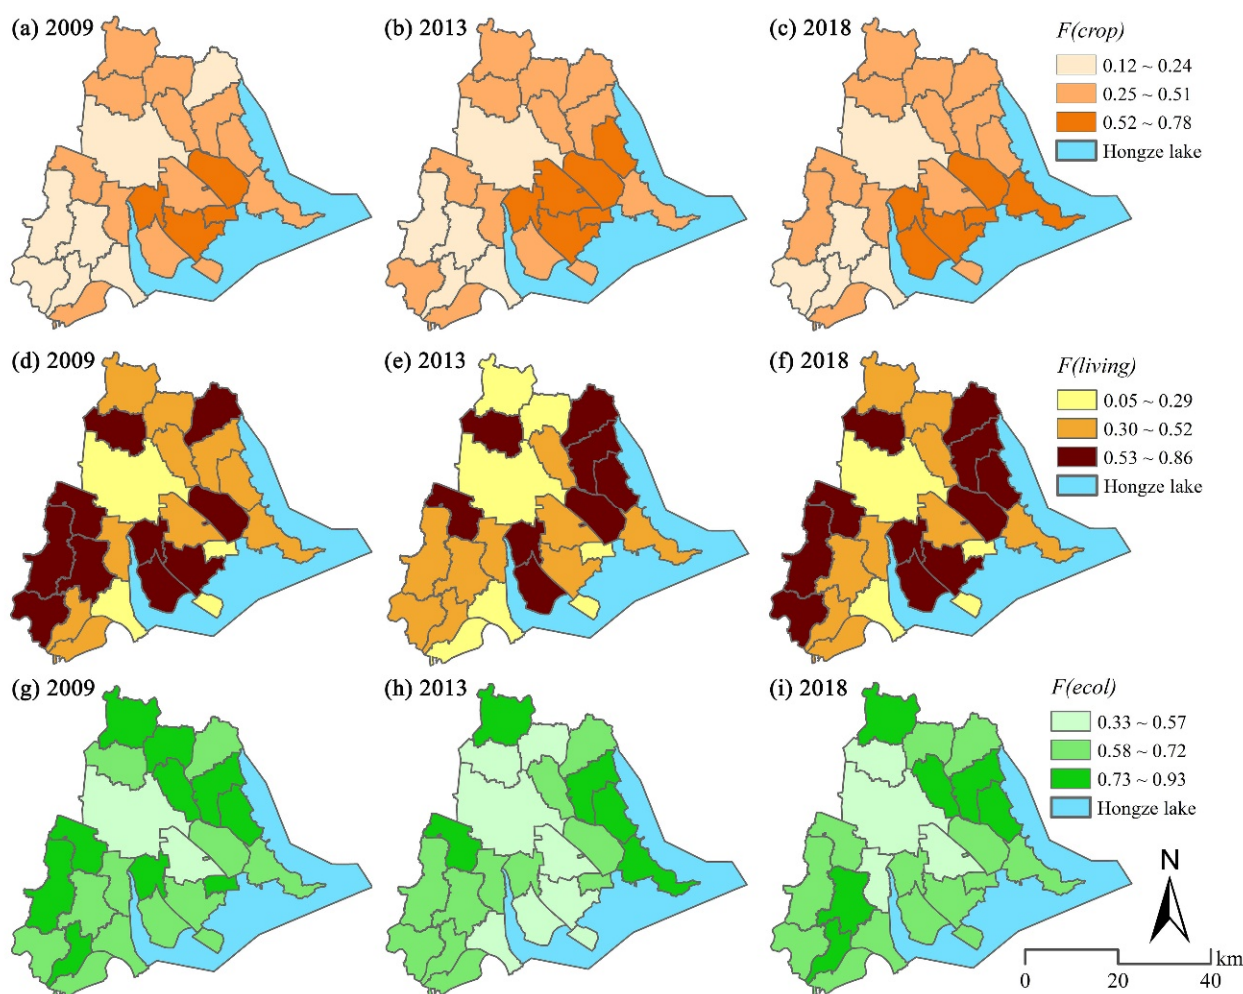 (a) 2009
(b) 2013
(c) 2018
F(crop)
0.12 ~ 0.24
0.25 ~ 0.51
0.52 ~ 0.78
Hongze lake
(d) 2009
(e) 2013
(f) 2018
F(living)
0.05 ~ 0.29
0.30 ~ 0.52
0.53 ~ 0.86
Hongze lake
(g) 2009
(h) 2013
(i) 2018
F(ecol)
0.33 ~ 0.57
0.58 ~ 0.72
0.73 ~ 0.93
Hongze lake
N
km
0 20 40